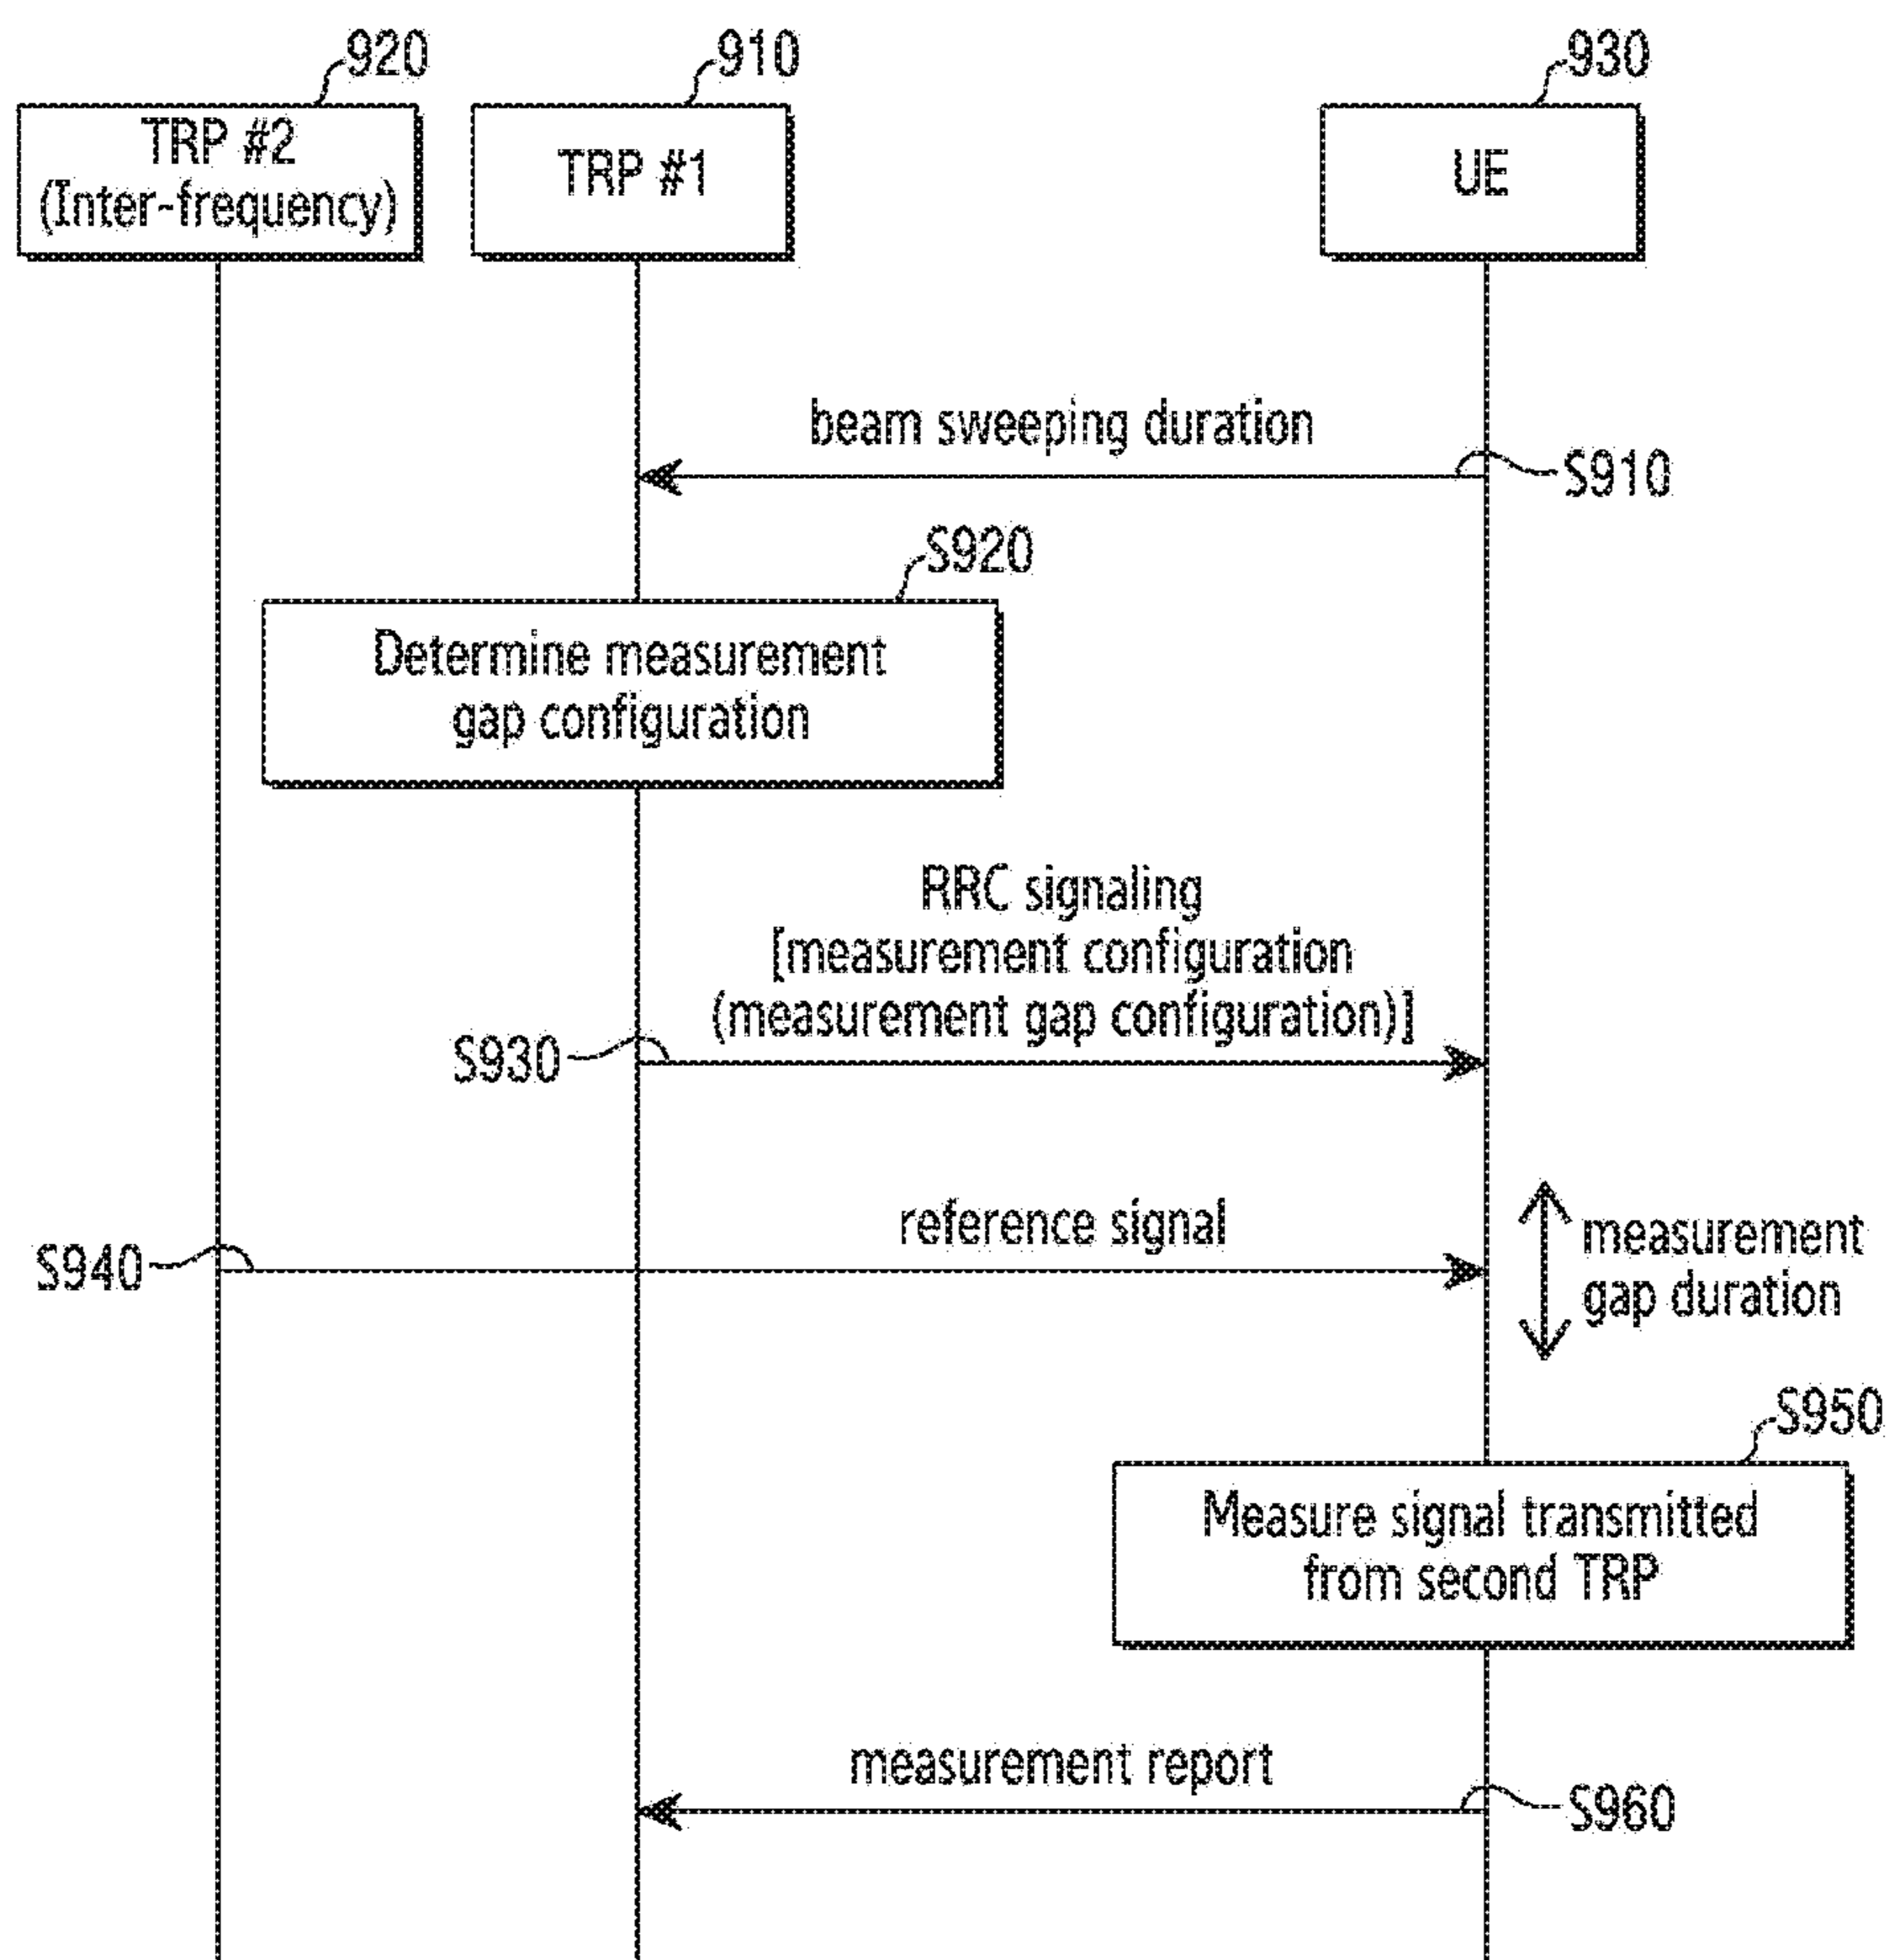 920
910
930
TRP #2
(Inter-frequency)
TRP #1
UE
beam sweeping duration
S910
S920
Determine measurement
gap configuration
RRC signaling
[measurement configuration
(measurement gap configuration)]
S930
reference signal
S940
measurement
gap duration
S950
Measure signal transmitted
from second TRP
measurement report
S960